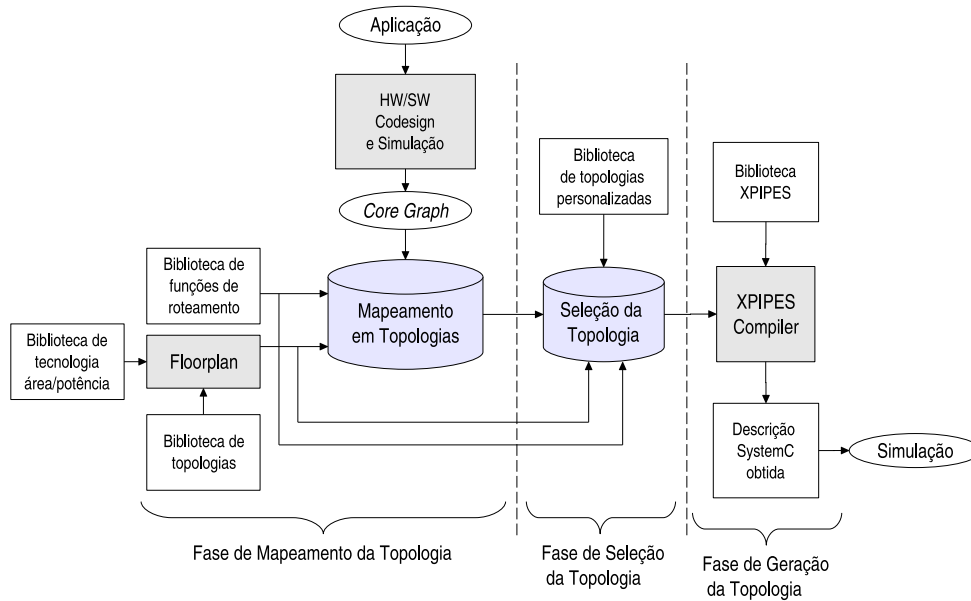 Aplicação
HW/SW
Codesign
e Simulação
Core Graph
Biblioteca de
funções de
roteamento
Mapeamento
em Topologias
Biblioteca de
tecnologia
área/potência
Floorplan
Biblioteca de
topologias
Fase de Mapeamento da Topologia
Biblioteca
de topologias
personalizadas
Seleção da
Topologia
Fase de Seleção
da Topologia
Biblioteca
XPIPES
XPIPES
Compiler
Descrição
SystemC
obtida
Simulação
Fase de Geração
da Topologia